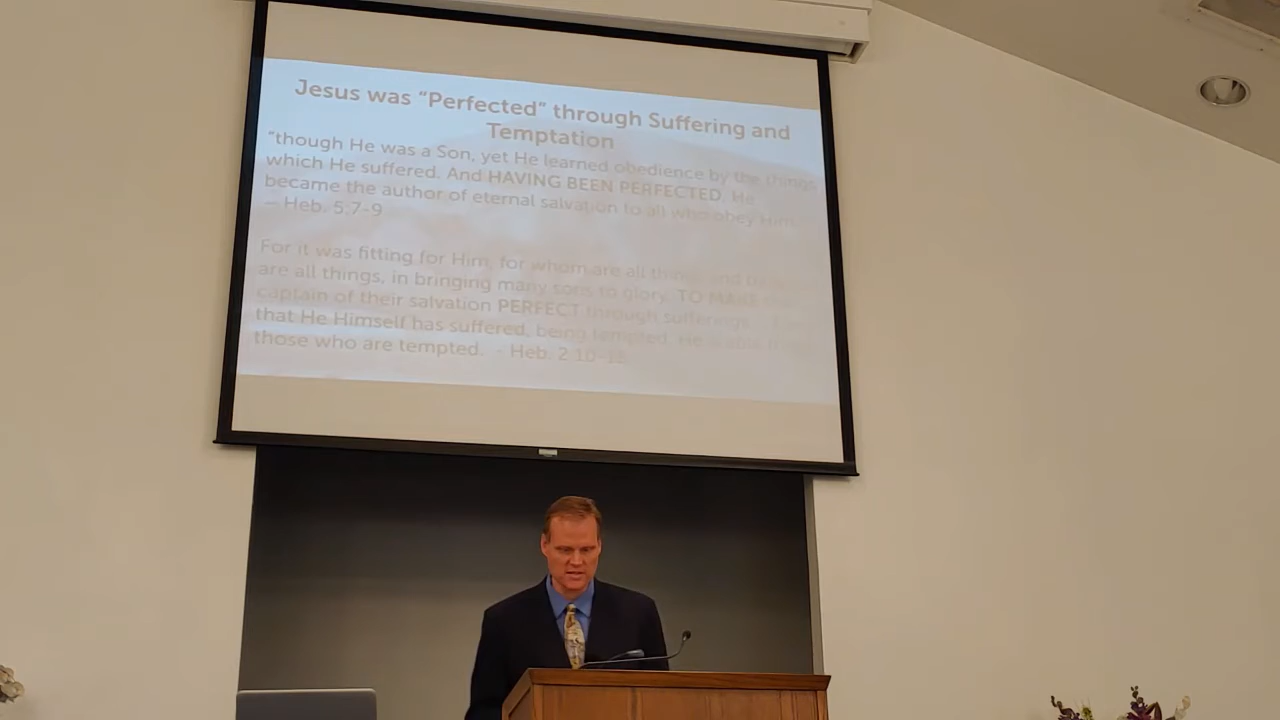 Jesus was “Perfected” through Suffering and
Temptation
“though He was a Son, yet He learned obedience by the things
which He suffered. And HAVING BEEN PERFECTED, He
became the author of eternal salvation to all who obey Him
– Heb. 5:7-9
For it was fitting for Him, for whom are all things and
are all things, in bringing many sons to glory, TO MAKE
captain of their salvation PERFECT through sufferings
that He Himself has suffered, being tempted, He is able
those who are tempted. - Heb. 2:10-18